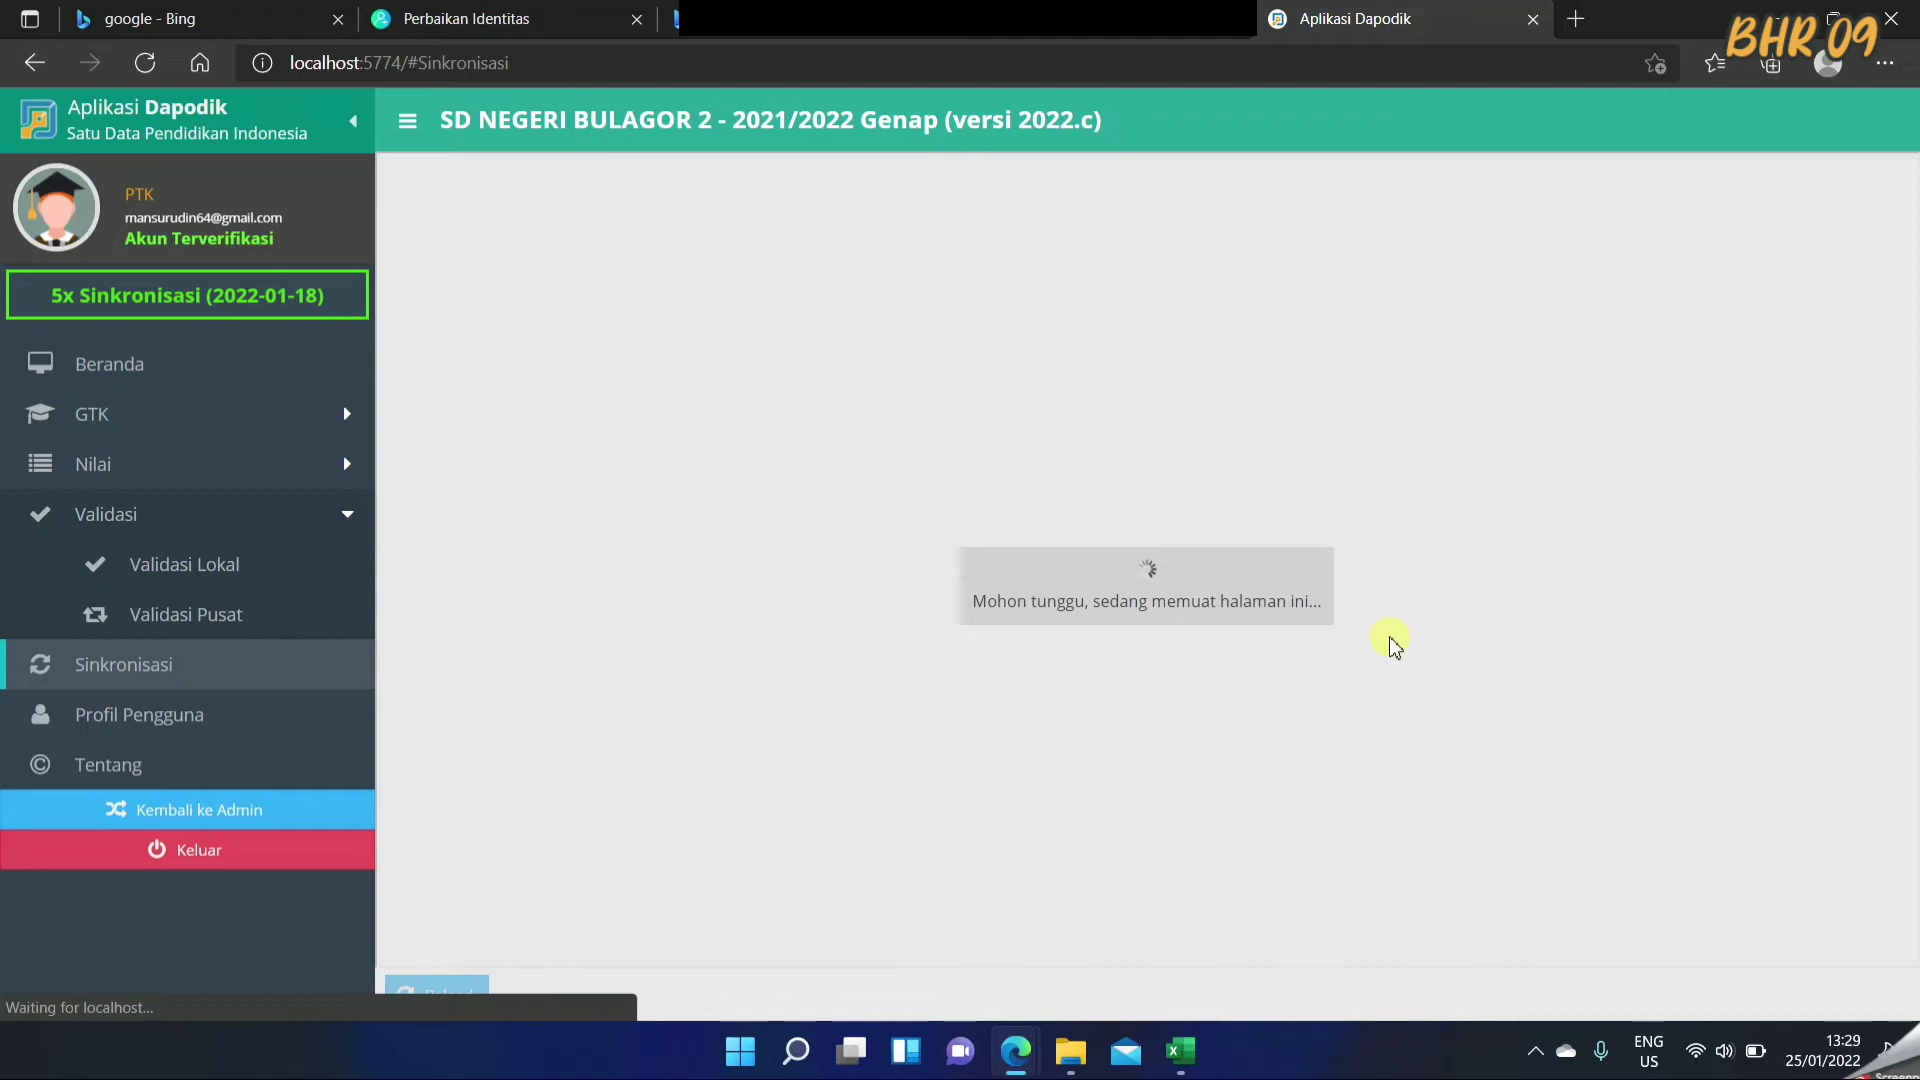 google - Bing
Perbaikan Identitas
Aplikasi Dapodik
BHR 09
localhost:5774/#Sinkronisasi
Aplikasi Dapodik
Satu Data Pendidikan Indonesia
SD NEGERI BULAGOR 2 - 2021/2022 Genap (versi 2022.c)
PTK
mansurudin64@gmail.com
Akun Terverifikasi
5x Sinkronisasi (2022-01-18)
Beranda
GTK
Nilai
Validasi
Validasi Lokal
Validasi Pusat
Sinkronisasi
Profil Pengguna
Tentang
Kembali ke Admin
Keluar
Mohon tunggu, sedang memuat halaman ini...
Waiting for localhost...
ENG
US
13:29
25/01/2022